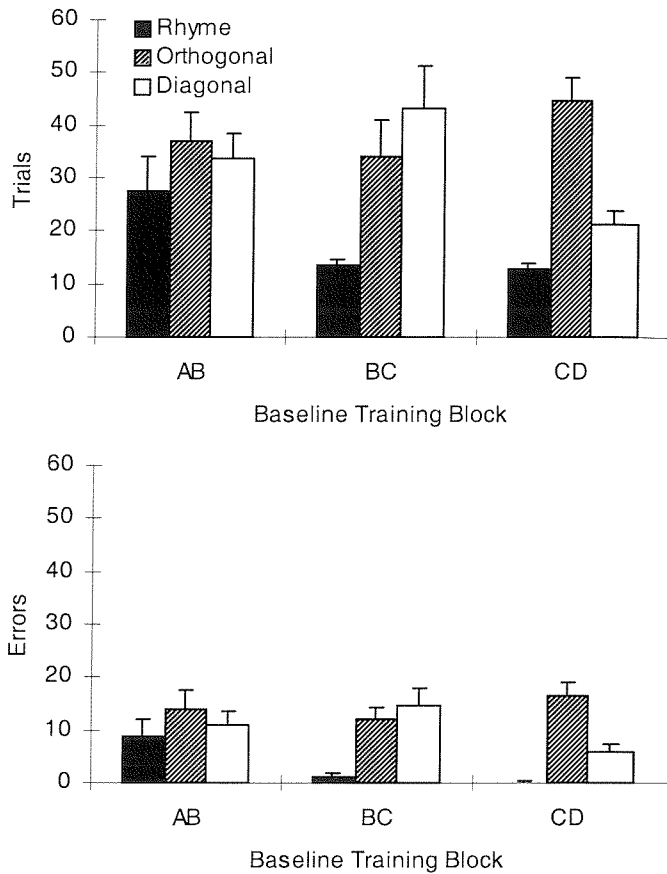 60
50
40
30
20
10
0
Trials
Rhyme
Orthogonal
Diagonal
AB BC CD
Baseline Training Block
60
50
40
30
20
10
0
Errors
AB BC CD
Baseline Training Block